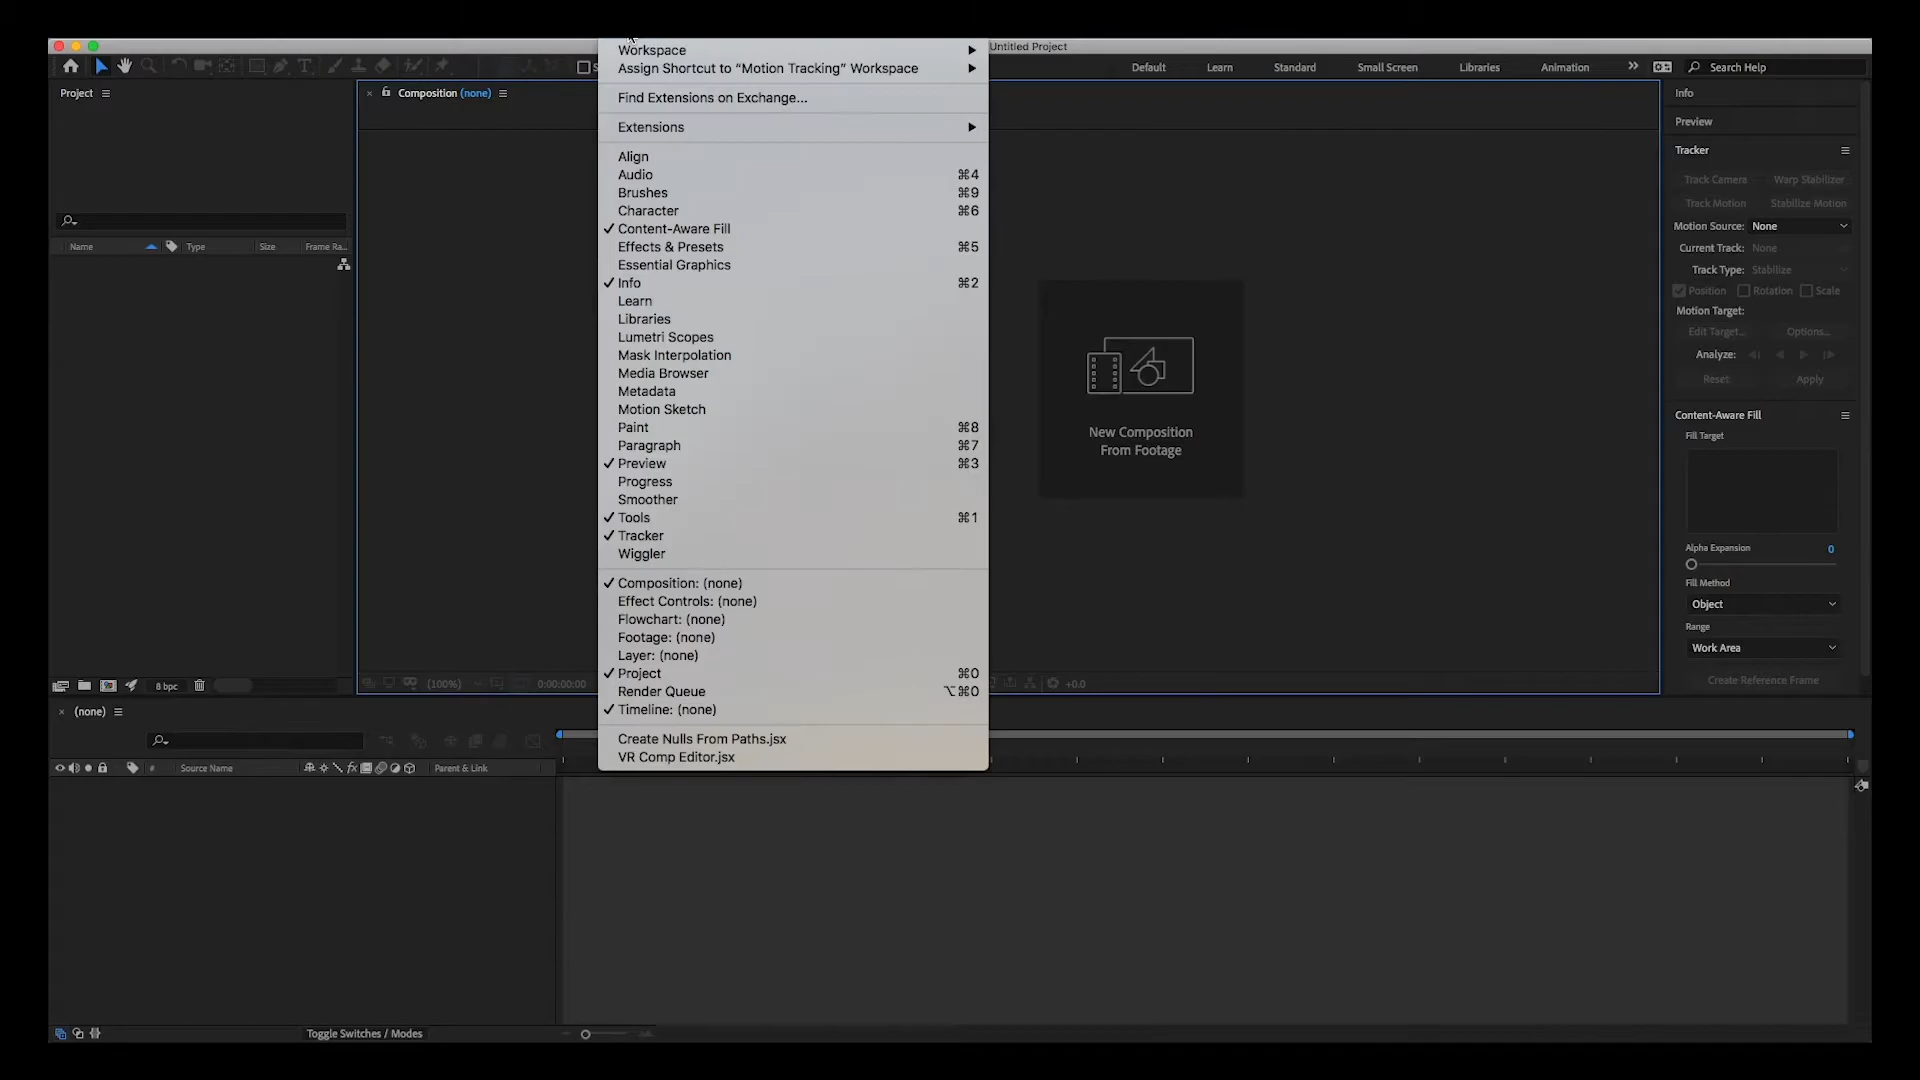 Untitled Project
Default
Learn
Standard
Small Screen
Libraries
Animation
Search Help
Project
Name
Type
Size
Frame Ra...
8 bpc
Composition (none)
(100%)
0:00:00:00
+0.0
Workspace
Assign Shortcut to “Motion Tracking” Workspace
Find Extensions on Exchange...
Extensions
Align
Audio ⌘4
Brushes ⌘9
Character ⌘6
✓ Content-Aware Fill
Effects & Presets ⌘5
Essential Graphics
✓ Info ⌘2
Learn
Libraries
Lumetri Scopes
Mask Interpolation
Media Browser
Metadata
Motion Sketch
Paint ⌘8
Paragraph ⌘7
✓ Preview ⌘3
Progress
Smoother
✓ Tools ⌘1
✓ Tracker
Wiggler
✓ Composition: (none)
Effect Controls: (none)
Flowchart: (none)
Footage: (none)
Layer: (none)
✓ Project ⌘0
Render Queue ⌥⌘0
✓ Timeline: (none)
Create Nulls From Paths.jsx
VR Comp Editor.jsx
New Composition
From Footage
Info
Preview
Tracker
Track Camera Warp Stabilizer
Track Motion Stabilize Motion
Motion Source: None
Current Track: None
Track Type: Stabilize
Position Rotation Scale
Motion Target:
Edit Target... Options...
Analyze:
Reset Apply
Content-Aware Fill
Fill Target
Alpha Expansion 0
Fill Method
Object
Range
Work Area
Create Reference Frame
(none)
# Source Name fx Parent & Link
Toggle Switches / Modes